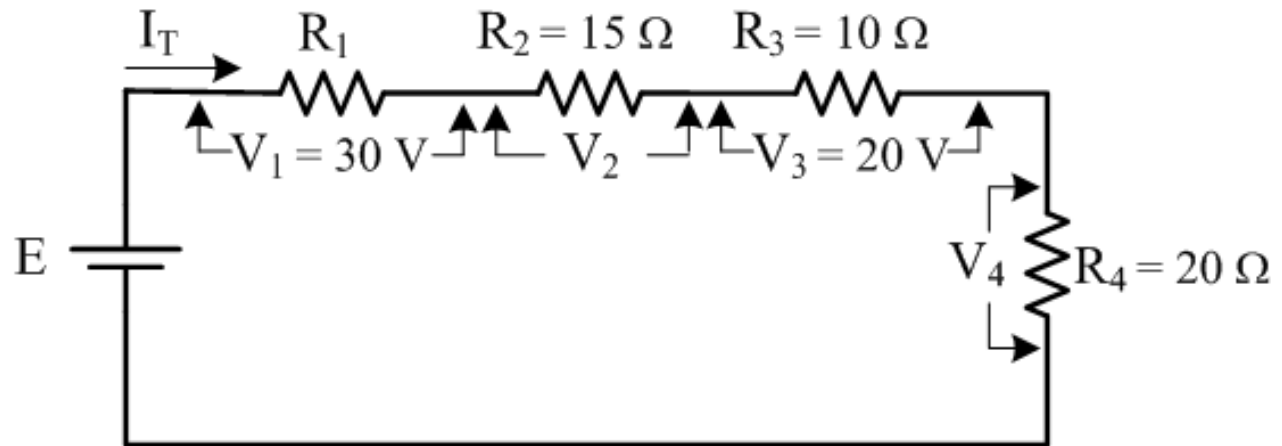 I_T R_1 R_2 = 15 Ω R_3 = 10 Ω
V_1 = 30 V V_2 V_3 = 20 V
E V_4 R_4 = 20 Ω